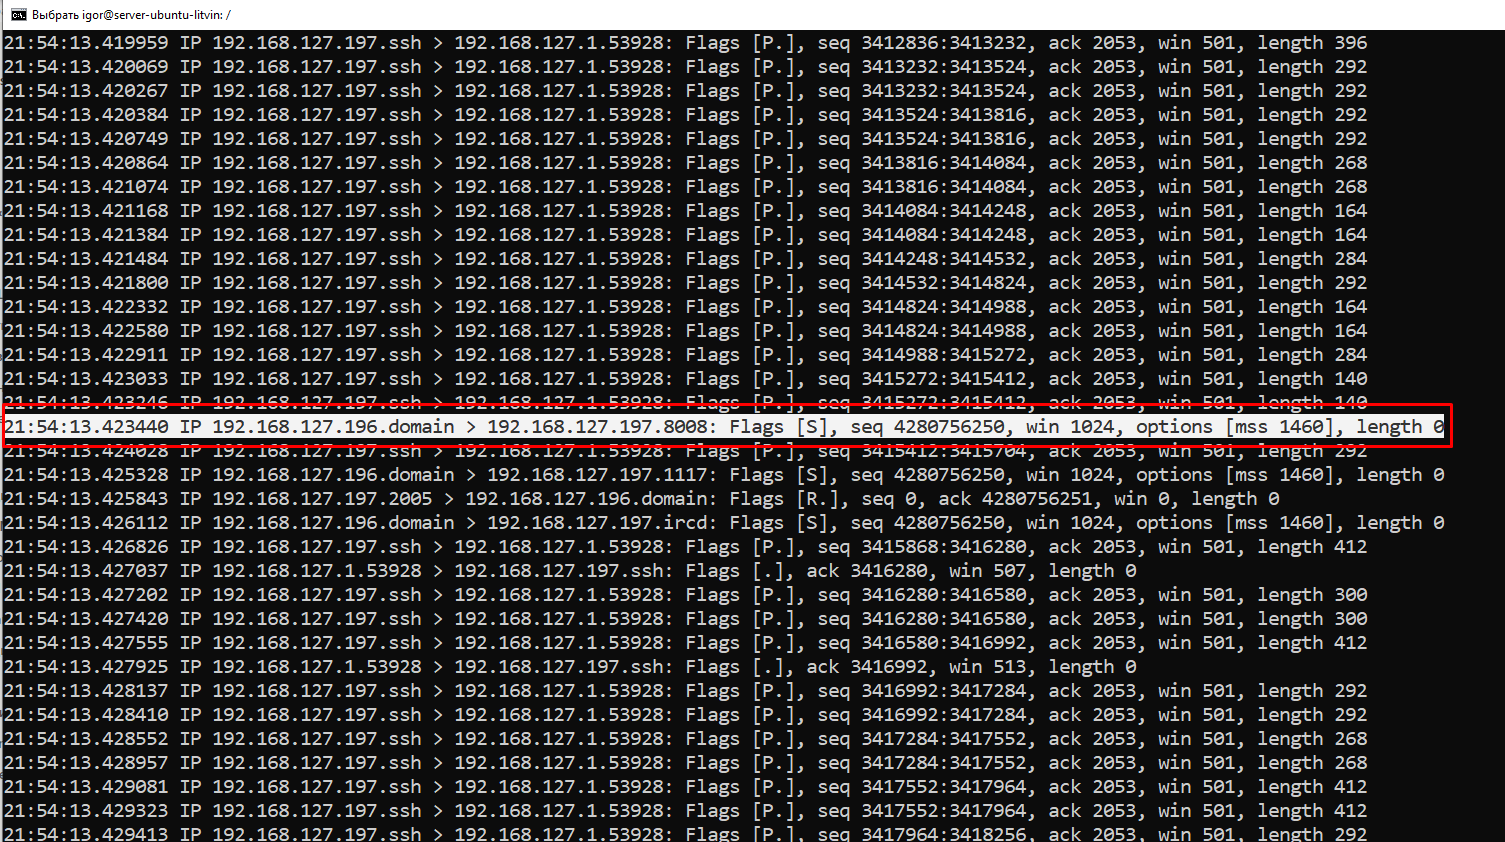 Выбрать igor@server-ubuntu-litvin: /
21:54:13.419959 IP 192.168.127.197.ssh > 192.168.127.1.53928: Flags [P.], seq 3412836:3413232, ack 2053, win 501, length 396
21:54:13.420069 IP 192.168.127.197.ssh > 192.168.127.1.53928: Flags [P.], seq 3413232:3413524, ack 2053, win 501, length 292
21:54:13.420267 IP 192.168.127.197.ssh > 192.168.127.1.53928: Flags [P.], seq 3413232:3413524, ack 2053, win 501, length 292
21:54:13.420384 IP 192.168.127.197.ssh > 192.168.127.1.53928: Flags [P.], seq 3413524:3413816, ack 2053, win 501, length 292
21:54:13.420749 IP 192.168.127.197.ssh > 192.168.127.1.53928: Flags [P.], seq 3413524:3413816, ack 2053, win 501, length 292
21:54:13.420864 IP 192.168.127.197.ssh > 192.168.127.1.53928: Flags [P.], seq 3413816:3414084, ack 2053, win 501, length 268
21:54:13.421074 IP 192.168.127.197.ssh > 192.168.127.1.53928: Flags [P.], seq 3413816:3414084, ack 2053, win 501, length 268
21:54:13.421168 IP 192.168.127.197.ssh > 192.168.127.1.53928: Flags [P.], seq 3414084:3414248, ack 2053, win 501, length 164
21:54:13.421384 IP 192.168.127.197.ssh > 192.168.127.1.53928: Flags [P.], seq 3414084:3414248, ack 2053, win 501, length 164
21:54:13.421484 IP 192.168.127.197.ssh > 192.168.127.1.53928: Flags [P.], seq 3414248:3414532, ack 2053, win 501, length 284
21:54:13.421800 IP 192.168.127.197.ssh > 192.168.127.1.53928: Flags [P.], seq 3414532:3414824, ack 2053, win 501, length 292
21:54:13.422332 IP 192.168.127.197.ssh > 192.168.127.1.53928: Flags [P.], seq 3414824:3414988, ack 2053, win 501, length 164
21:54:13.422580 IP 192.168.127.197.ssh > 192.168.127.1.53928: Flags [P.], seq 3414824:3414988, ack 2053, win 501, length 164
21:54:13.422911 IP 192.168.127.197.ssh > 192.168.127.1.53928: Flags [P.], seq 3414988:3415272, ack 2053, win 501, length 284
21:54:13.423033 IP 192.168.127.197.ssh > 192.168.127.1.53928: Flags [P.], seq 3415272:3415412, ack 2053, win 501, length 140
21:54:13.423246 IP 192.168.127.197.ssh > 192.168.127.1.53928: Flags [P.], seq 3415272:3415412, ack 2053, win 501, length 140
21:54:13.423440 IP 192.168.127.196.domain > 192.168.127.197.8008: Flags [S], seq 4280756250, win 1024, options [mss 1460], length 0
21:54:13.424028 IP 192.168.127.197.ssh > 192.168.127.1.53928: Flags [P.], seq 3415412:3415704, ack 2053, win 501, length 292
21:54:13.425328 IP 192.168.127.196.domain > 192.168.127.197.1117: Flags [S], seq 4280756250, win 1024, options [mss 1460], length 0
21:54:13.425843 IP 192.168.127.197.2005 > 192.168.127.196.domain: Flags [R.], seq 0, ack 4280756251, win 0, length 0
21:54:13.426112 IP 192.168.127.196.domain > 192.168.127.197.ircd: Flags [S], seq 4280756250, win 1024, options [mss 1460], length 0
21:54:13.426826 IP 192.168.127.197.ssh > 192.168.127.1.53928: Flags [P.], seq 3415868:3416280, ack 2053, win 501, length 412
21:54:13.427037 IP 192.168.127.1.53928 > 192.168.127.197.ssh: Flags [.], ack 3416280, win 507, length 0
21:54:13.427202 IP 192.168.127.197.ssh > 192.168.127.1.53928: Flags [P.], seq 3416280:3416580, ack 2053, win 501, length 300
21:54:13.427420 IP 192.168.127.197.ssh > 192.168.127.1.53928: Flags [P.], seq 3416280:3416580, ack 2053, win 501, length 300
21:54:13.427555 IP 192.168.127.197.ssh > 192.168.127.1.53928: Flags [P.], seq 3416580:3416992, ack 2053, win 501, length 412
21:54:13.427925 IP 192.168.127.1.53928 > 192.168.127.197.ssh: Flags [.], ack 3416992, win 513, length 0
21:54:13.428137 IP 192.168.127.197.ssh > 192.168.127.1.53928: Flags [P.], seq 3416992:3417284, ack 2053, win 501, length 292
21:54:13.428410 IP 192.168.127.197.ssh > 192.168.127.1.53928: Flags [P.], seq 3416992:3417284, ack 2053, win 501, length 292
21:54:13.428552 IP 192.168.127.197.ssh > 192.168.127.1.53928: Flags [P.], seq 3417284:3417552, ack 2053, win 501, length 268
21:54:13.428957 IP 192.168.127.197.ssh > 192.168.127.1.53928: Flags [P.], seq 3417284:3417552, ack 2053, win 501, length 268
21:54:13.429081 IP 192.168.127.197.ssh > 192.168.127.1.53928: Flags [P.], seq 3417552:3417964, ack 2053, win 501, length 412
21:54:13.429323 IP 192.168.127.197.ssh > 192.168.127.1.53928: Flags [P.], seq 3417552:3417964, ack 2053, win 501, length 412
21:54:13.429413 IP 192.168.127.197.ssh > 192.168.127.1.53928: Flags [P.], seq 3417964:3418256, ack 2053, win 501, length 292